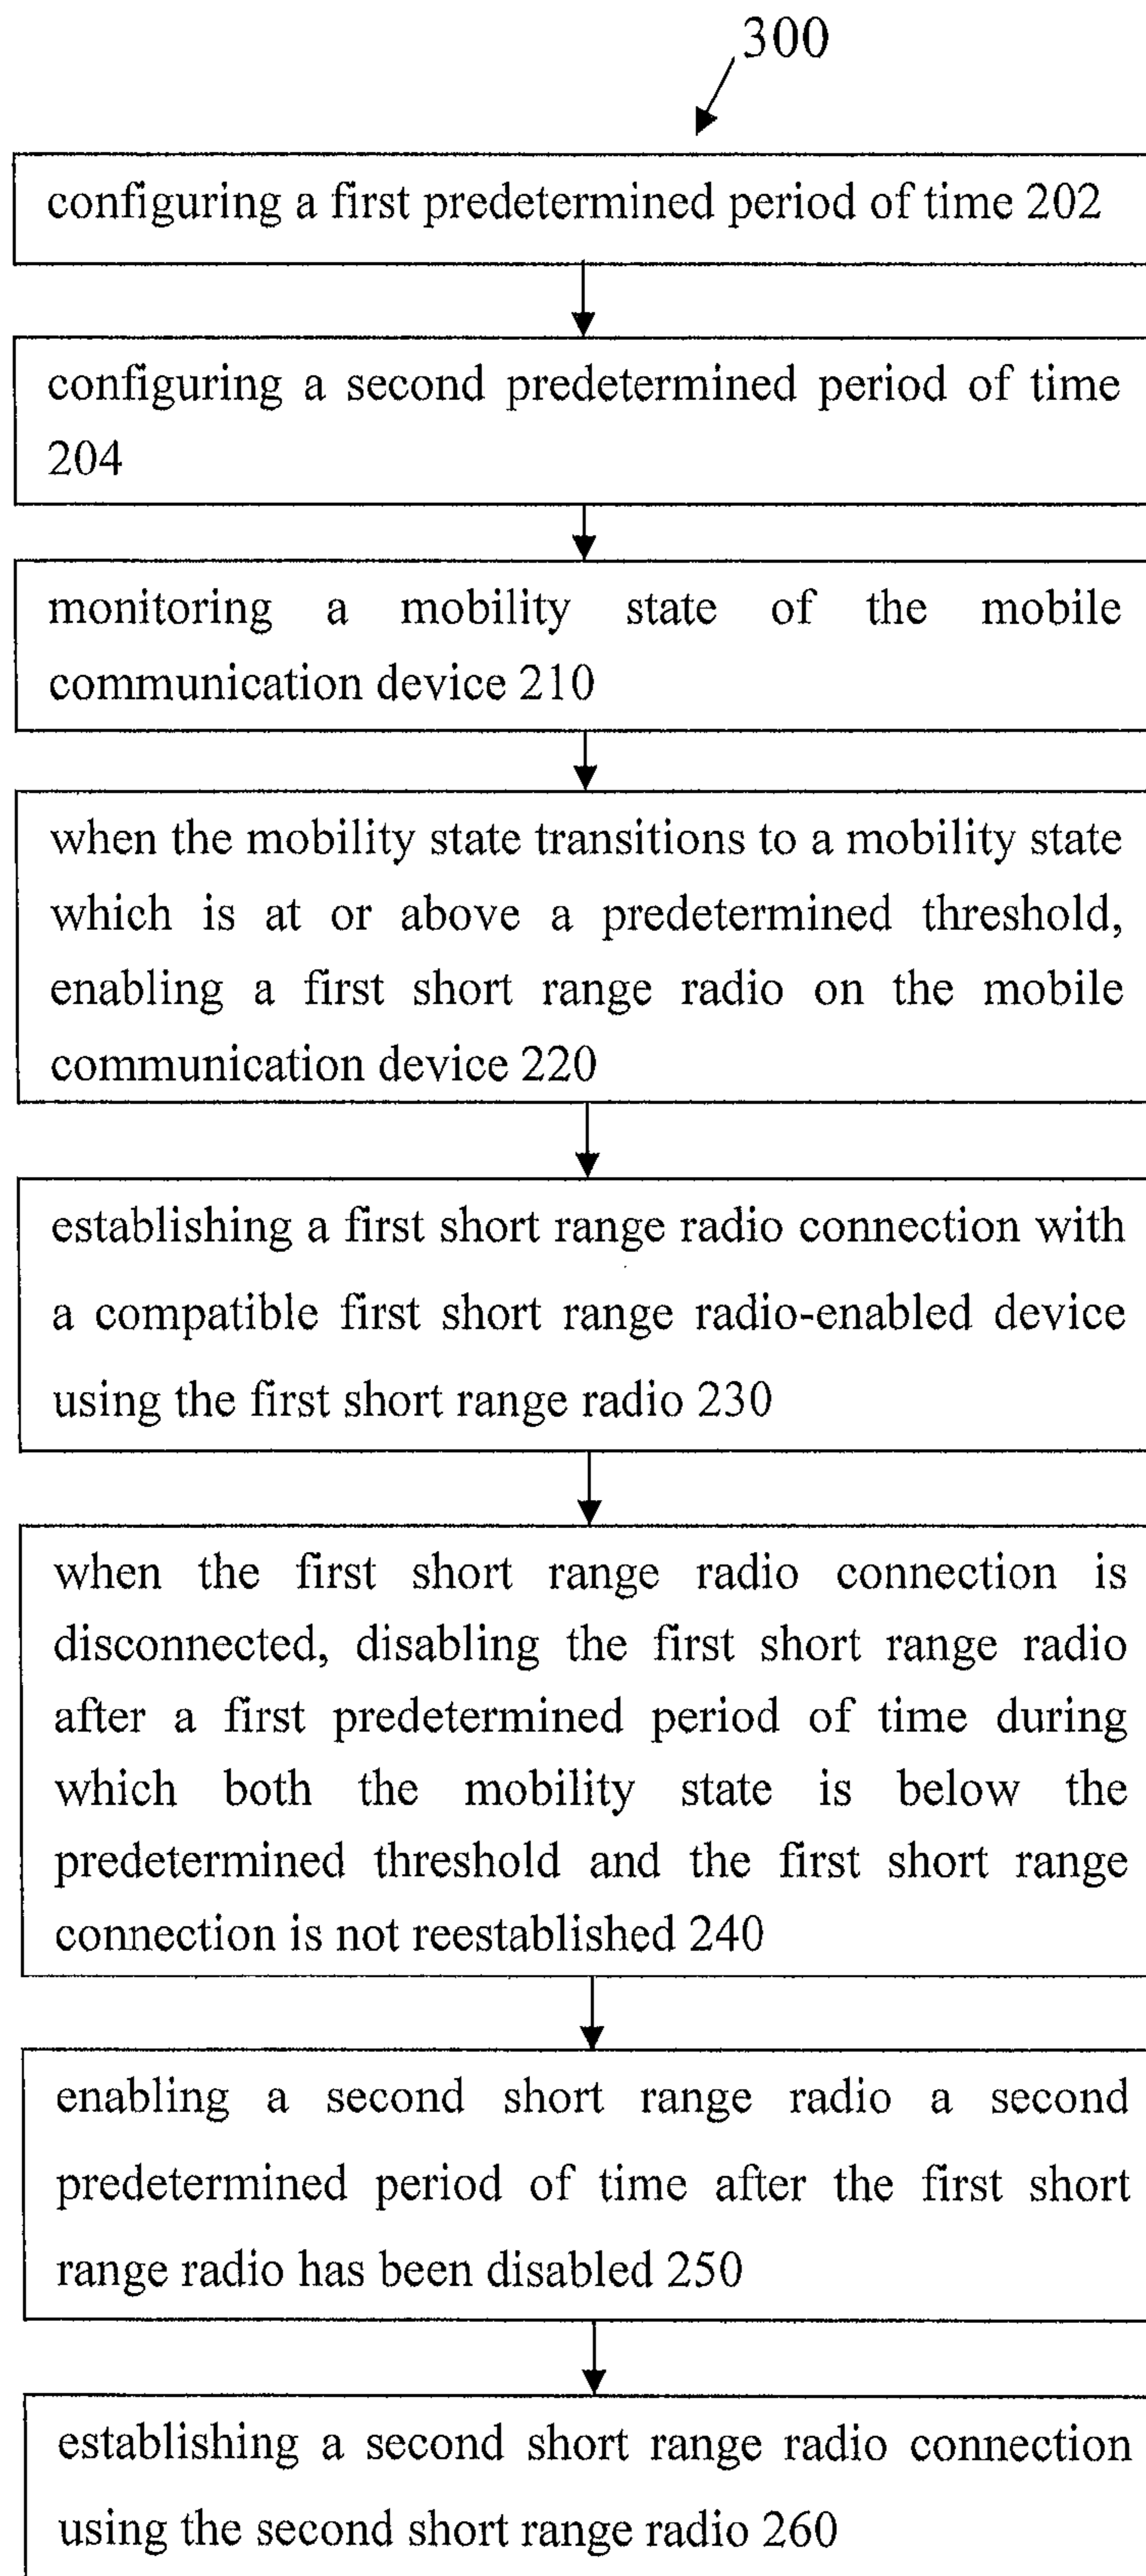 300
configuring a first predetermined period of time 202
configuring a second predetermined period of time
204
monitoring a mobility state of the mobile
communication device 210
when the mobility state transitions to a mobility state
which is at or above a predetermined threshold,
enabling a first short range radio on the mobile
communication device 220
establishing a first short range radio connection with
a compatible first short range radio-enabled device
using the first short range radio 230
when the first short range radio connection is
disconnected, disabling the first short range radio
after a first predetermined period of time during
which both the mobility state is below the
predetermined threshold and the first short range
connection is not reestablished 240
enabling a second short range radio a second
predetermined period of time after the first short
range radio has been disabled 250
establishing a second short range radio connection
using the second short range radio 260